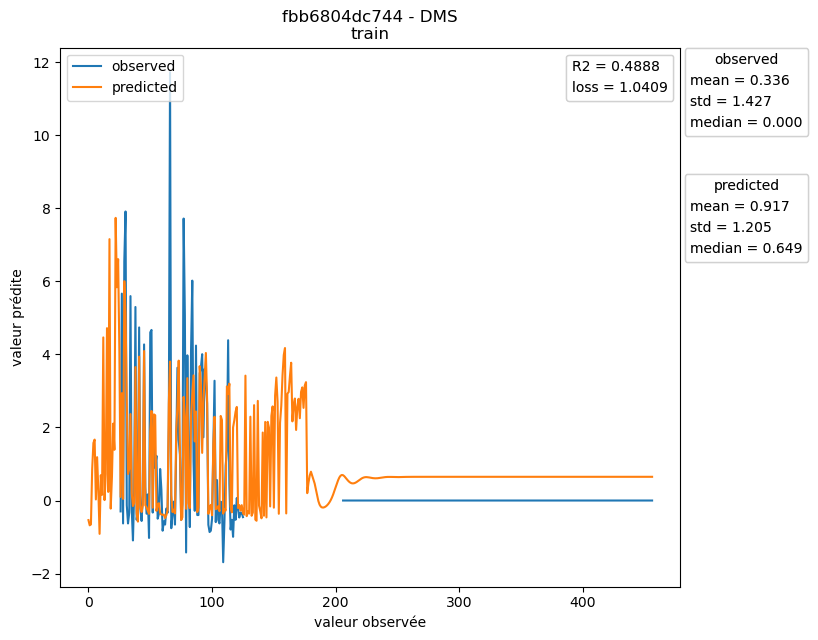 fbb6804dc744 - DMS
train
observed
predicted
R2 = 0.4888
loss = 1.0409
observed
mean = 0.336
std = 1.427
median = 0.000
predicted
mean = 0.917
std = 1.205
median = 0.649
valeur prédite
12
10
8
6
4
2
0
−2
0
100
200
300
400
valeur observée